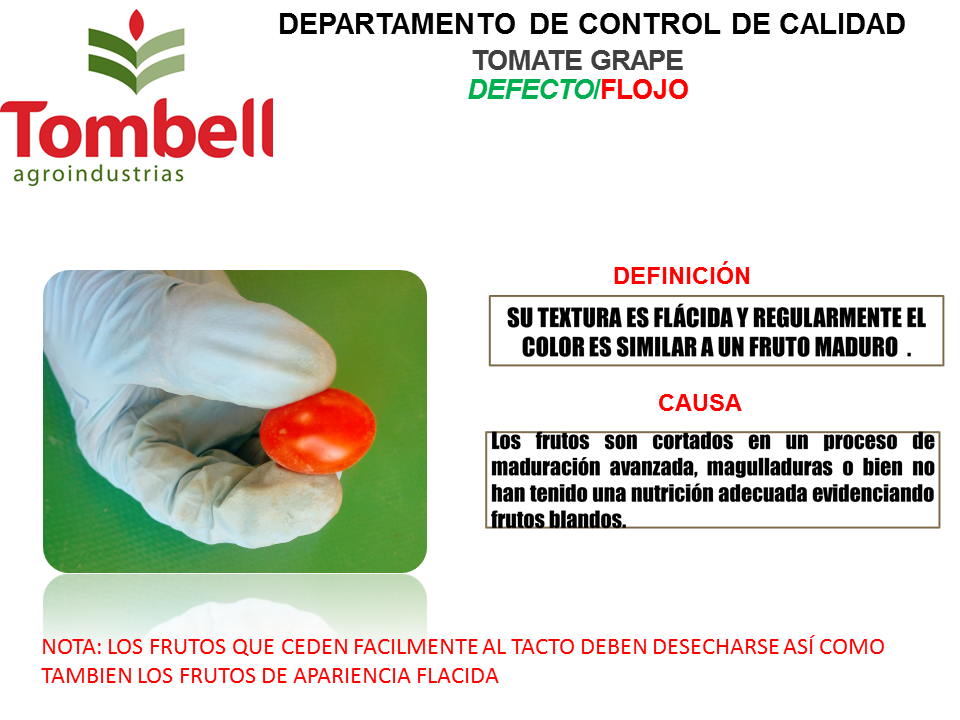 DEPARTAMENTO DE CONTROL DE CALIDAD
TOMATE GRAPE
DEFECTO/FLOJO
Tombell
agroindustrias
DEFINICIÓN
SU TEXTURA ES FLÁCIDA Y REGULARMENTE EL
COLOR ES SIMILAR A UN FRUTO MADURO .
CAUSA
Los frutos son cortados en un proceso de
maduración avanzada, magulladuras o bien no
han tenido una nutrición adecuada evidenciando
frutos blandos.
NOTA: LOS FRUTOS QUE CEDEN FACILMENTE AL TACTO DEBEN DESECHARSE ASÍ COMO
TAMBIEN LOS FRUTOS DE APARIENCIA FLACIDA